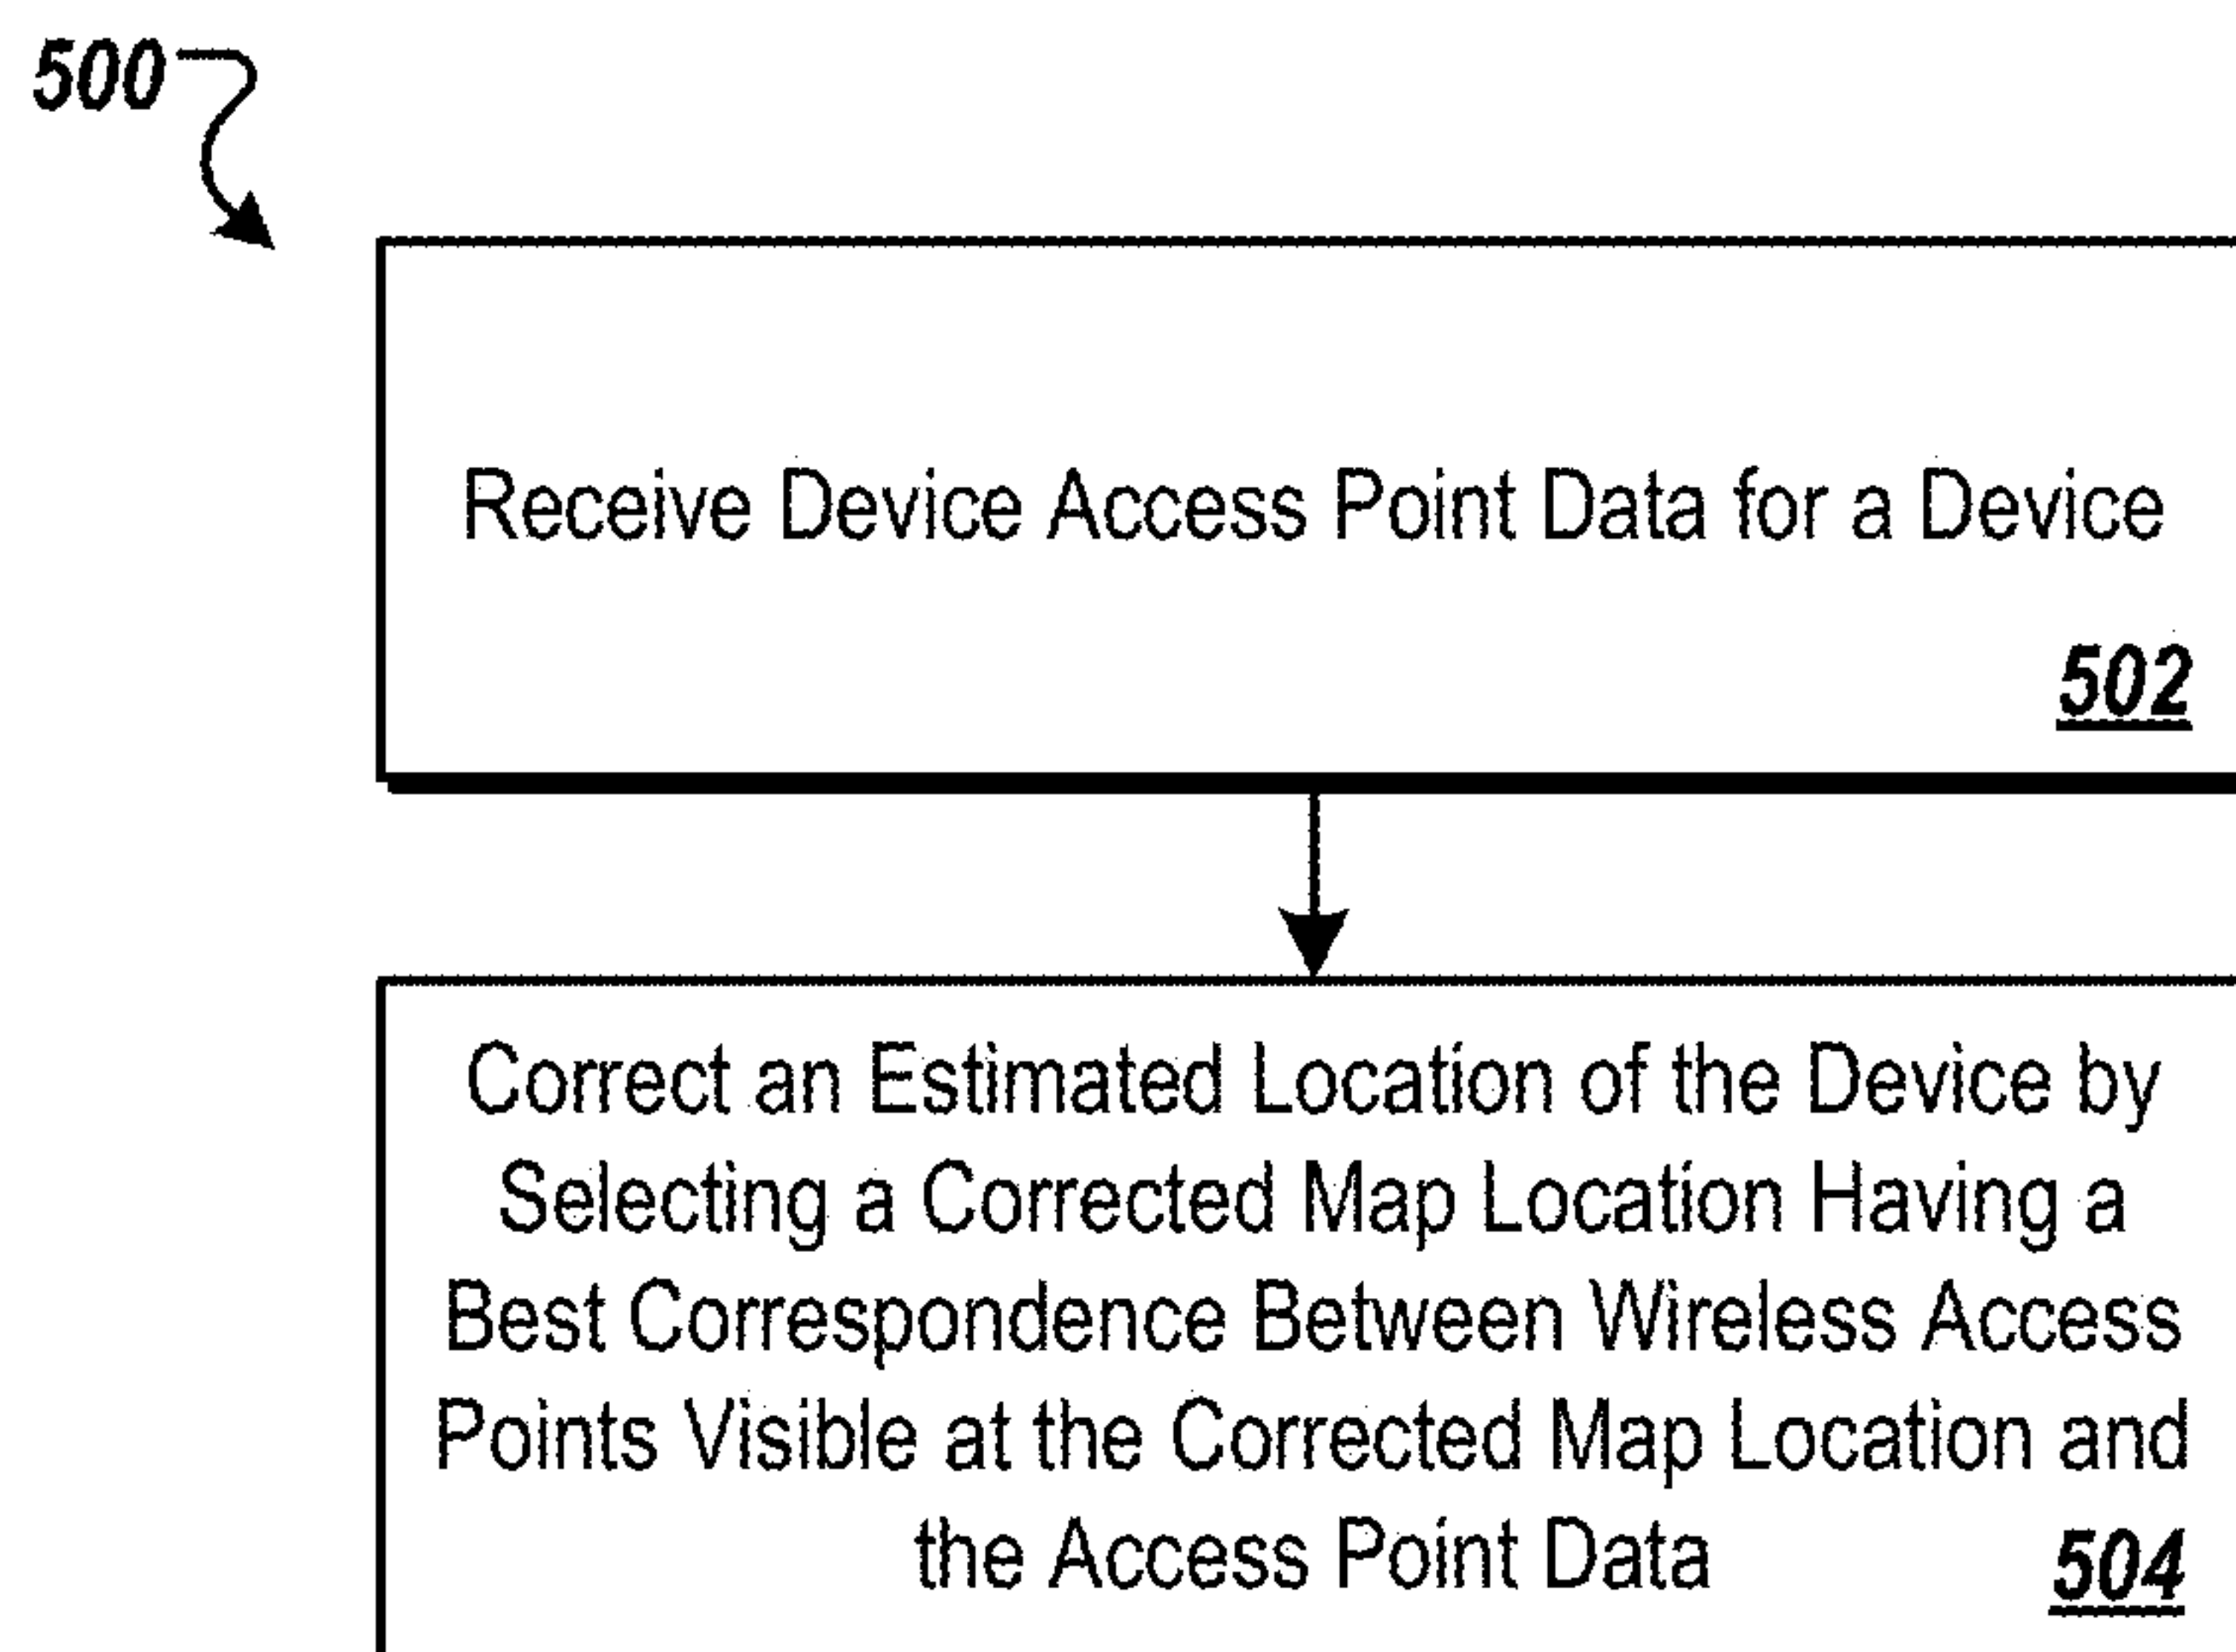 500
Receive Device Access Point Data for a Device
502
Correct an Estimated Location of the Device by
Selecting a Corrected Map Location Having a
Best Correspondence Between Wireless Access
Points Visible at the Corrected Map Location and
the Access Point Data
504